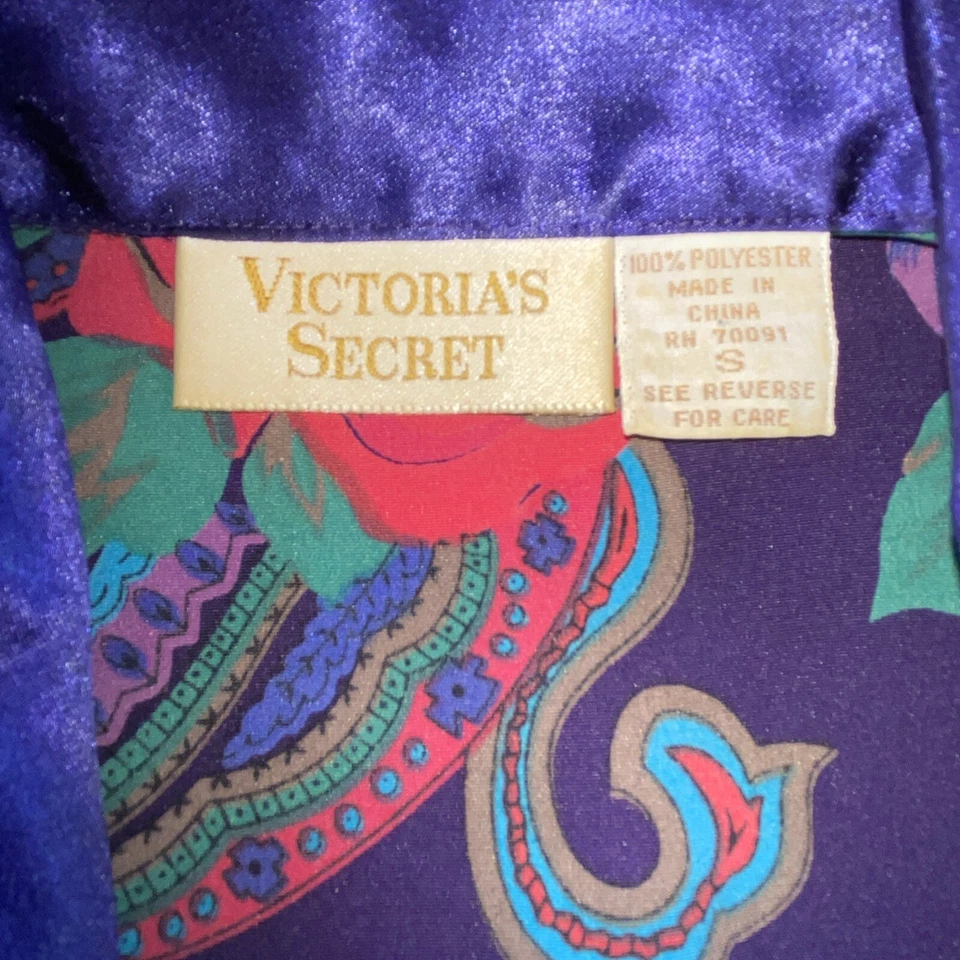 VICTORIA'S
SECRET
100% POLYESTER
MADE IN
CHINA
RN 70091
S
SEE REVERSE
FOR CARE